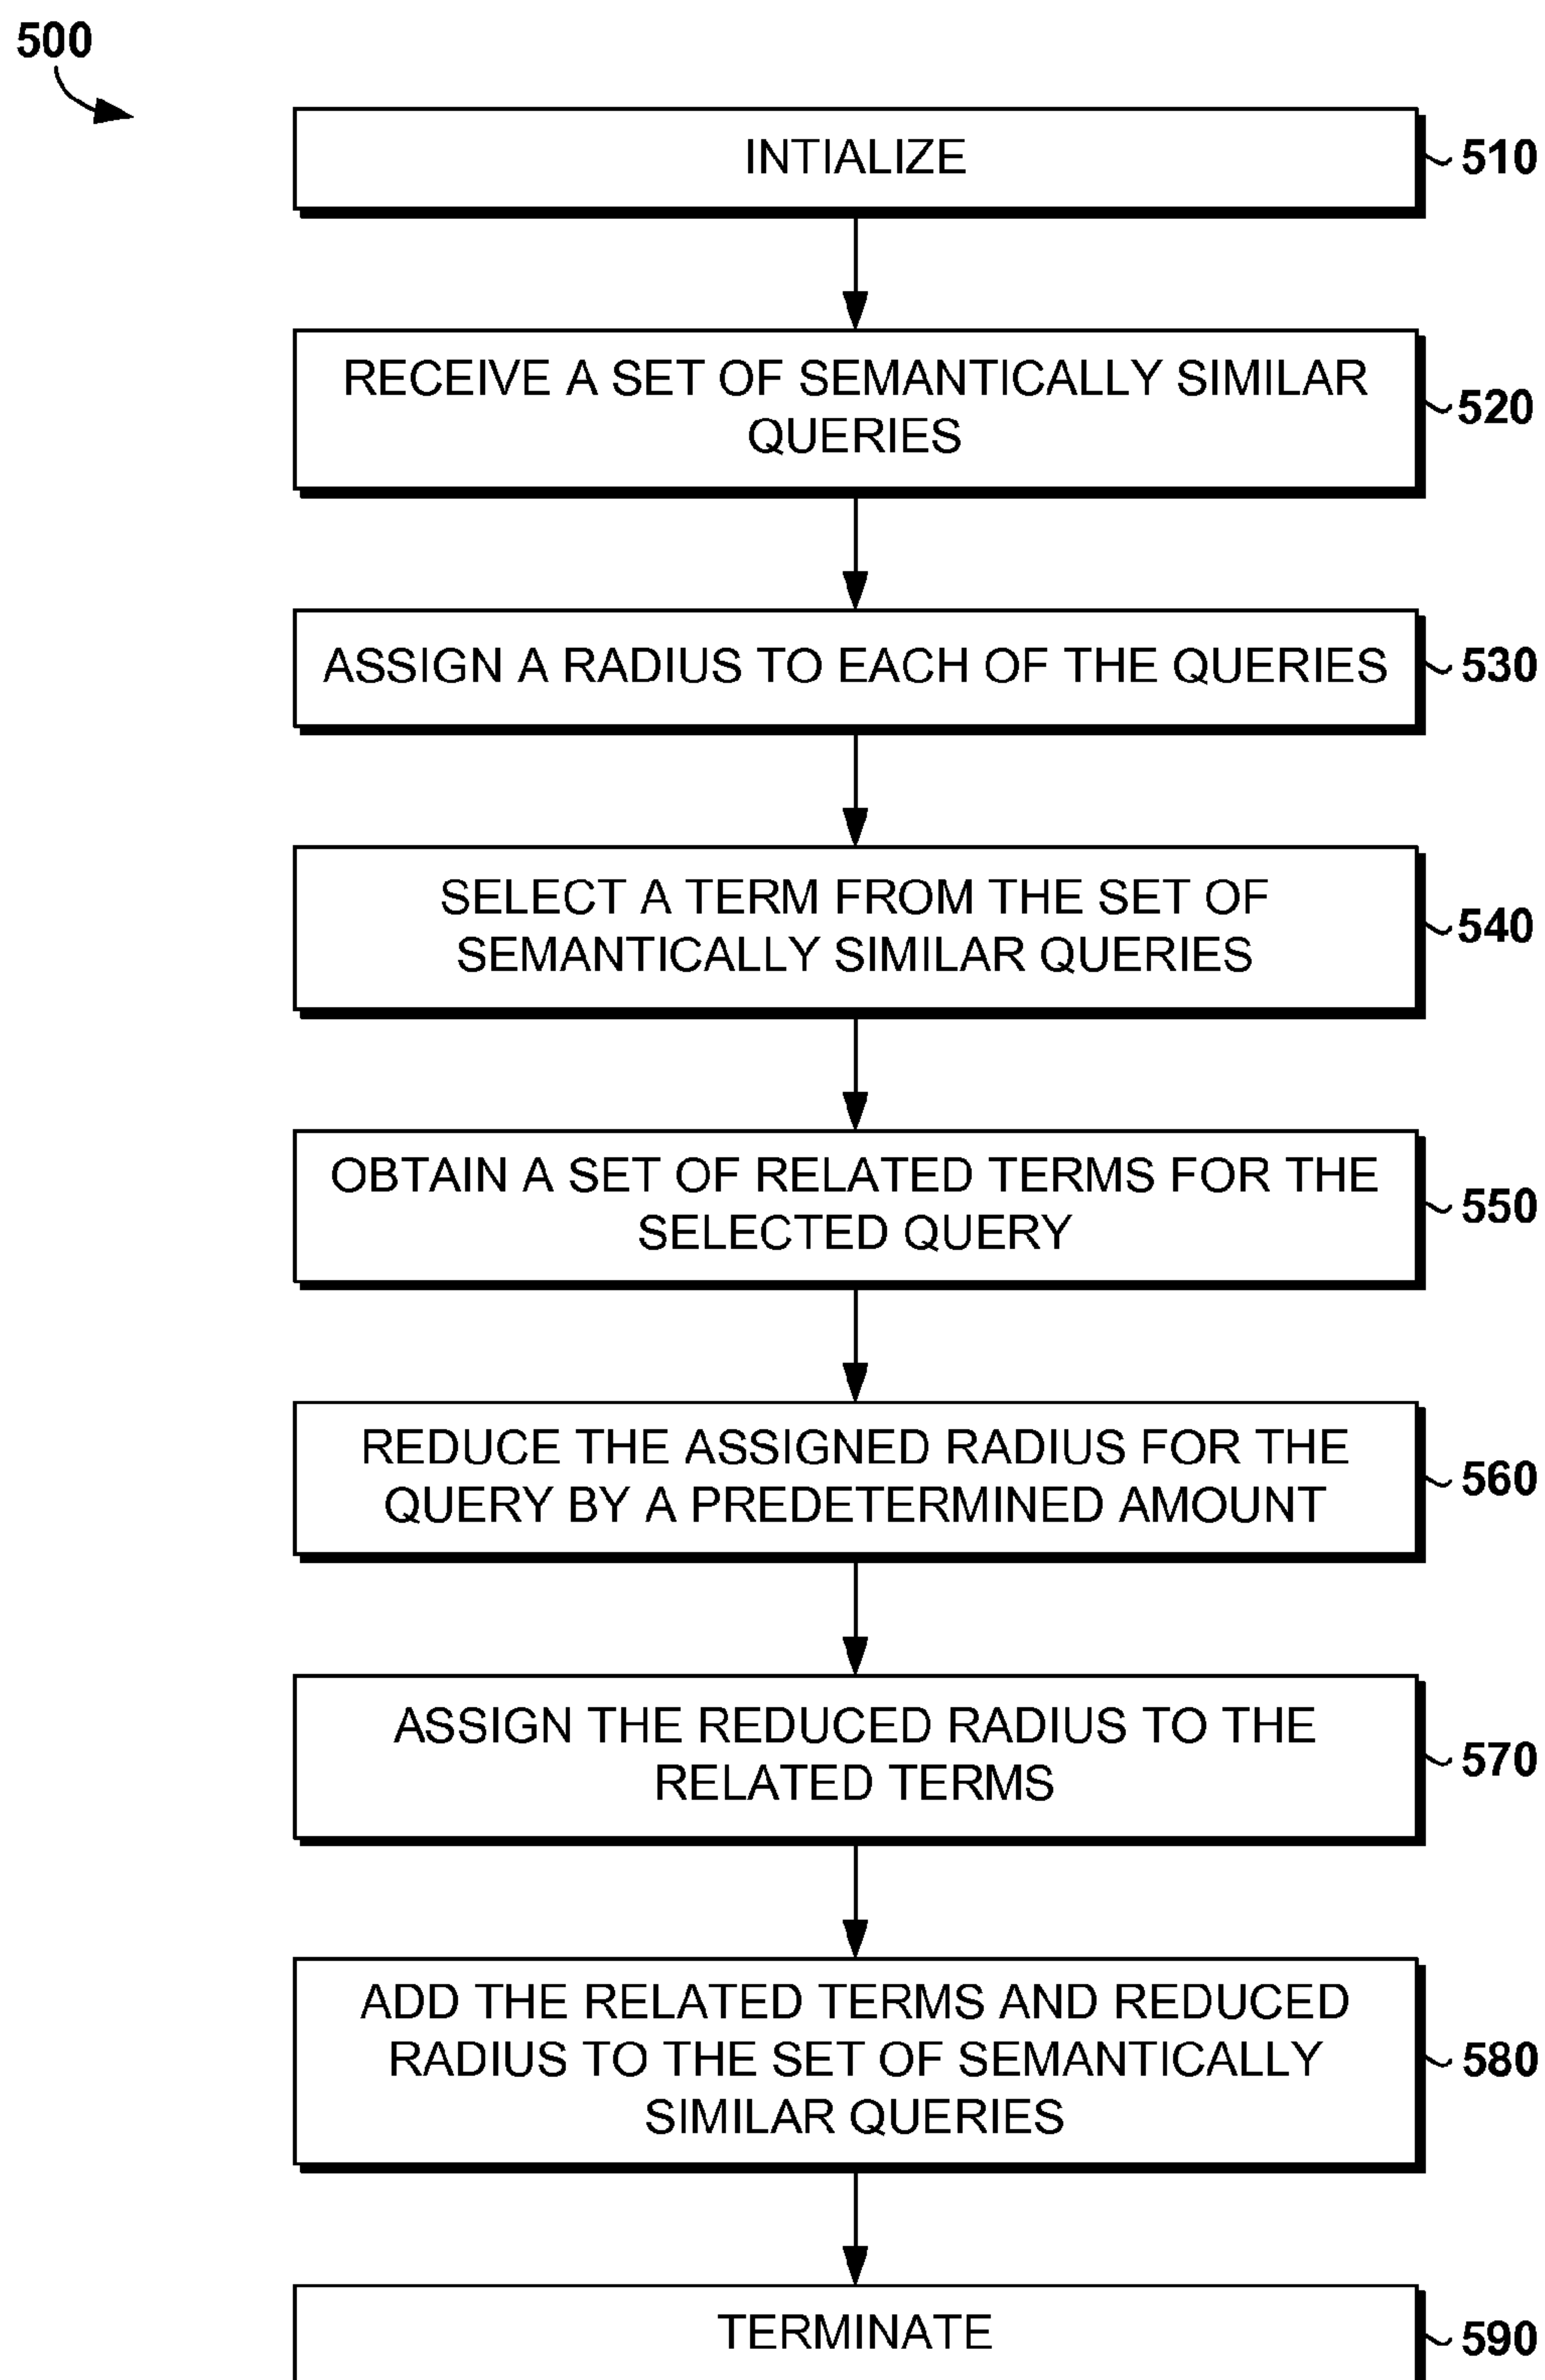 500
INTIALIZE
510
RECEIVE A SET OF SEMANTICALLY SIMILAR
QUERIES
520
ASSIGN A RADIUS TO EACH OF THE QUERIES
530
SELECT A TERM FROM THE SET OF
SEMANTICALLY SIMILAR QUERIES
540
OBTAIN A SET OF RELATED TERMS FOR THE
SELECTED QUERY
550
REDUCE THE ASSIGNED RADIUS FOR THE
QUERY BY A PREDETERMINED AMOUNT
560
ASSIGN THE REDUCED RADIUS TO THE
RELATED TERMS
570
ADD THE RELATED TERMS AND REDUCED
RADIUS TO THE SET OF SEMANTICALLY
SIMILAR QUERIES
580
TERMINATE
590